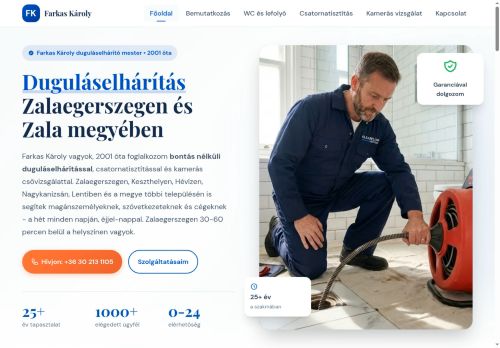 FK Farkas Károly Főoldal Bemutatkozás WC és lefolyó Csatornatisztítás Kamerás vizsgálat Kapcsolat
Farkas Károly duguláselhárító mester • 2001 óta
Duguláselhárítás
Zalaegerszegen és
Zala megyében
Farkas Károly vagyok, 2001 óta foglalkozom bontás nélküli
duguláselhárítással, csatornatisztítással és kamerás
csővizsgálattal. Zalaegerszegen, Keszthelyen, Hévízen,
Nagykanizsán, Lentiben és a megye többi településén is
segítek magánszemélyeknek, szövetkezeteknek és cégeknek
- a hét minden napján, éjjel-nappal. Zalaegerszegen 30-60
percen belül a helyszínen vagyok.
Hívjon: +36 30 213 1105
Szolgáltatásaim
25+ 1000+ 0-24
év tapasztalat elégedett ügyfél elérhetőség
Garanciával
dolgozom
25+ év
a szakmában